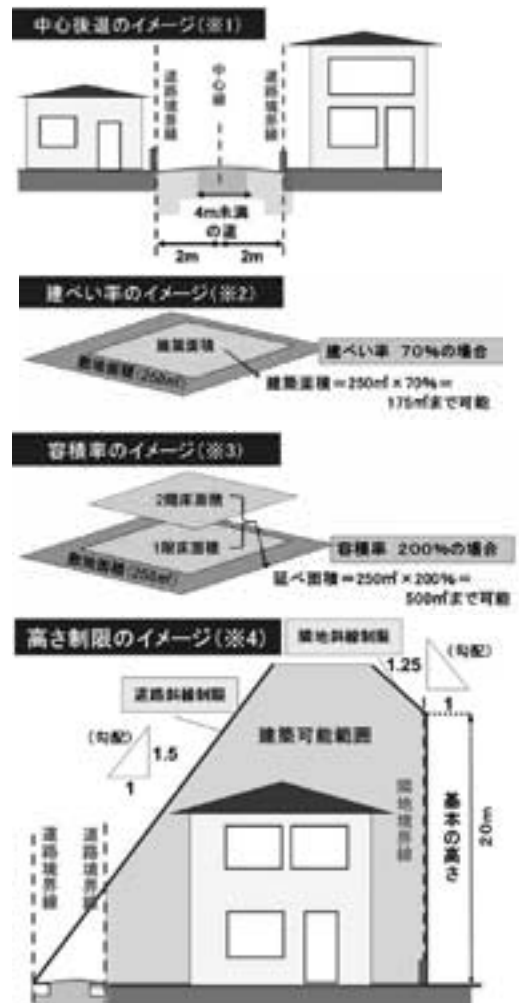 中心後退のイメージ(※1)
道路境界線
中心線
道路境界線
4m未満
の道
2m
2m
建ぺい率のイメージ(※2)
建築面積
敷地面積(250㎡)
建ぺい率 70%の場合
建築面積=250㎡×70%=
175㎡まで可能
容積率のイメージ(※3)
2階床面積
1階床面積
敷地面積(250㎡)
容積率 200%の場合
延べ面積=250㎡×200%=
500㎡まで可能
高さ制限のイメージ(※4)
隣地斜線制限
1.25
(勾配)
1
道路斜線制限
(勾配)
1.5
1
建築可能範囲
道路境界線
道路境界線
隣地境界線
基本の高さ
20m